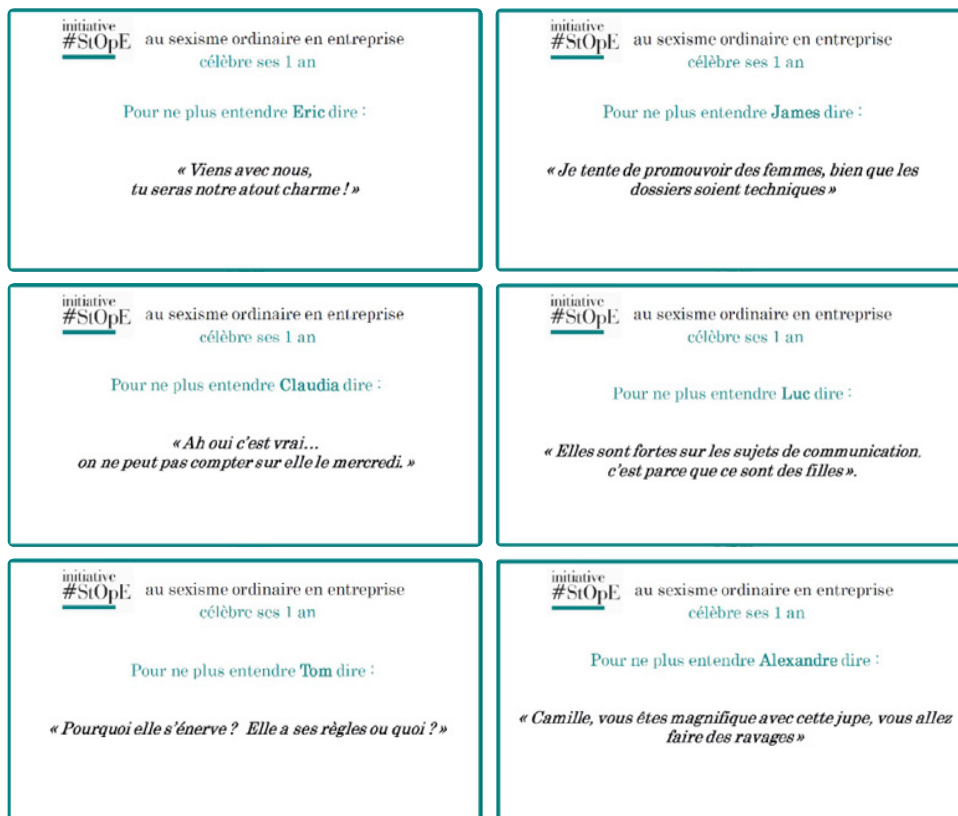 initiative
#StOpE au sexisme ordinaire en entreprise
célèbre ses 1 an
Pour ne plus entendre Eric dire :
« Viens avec nous,
tu seras notre atout charme ! »
initiative
#StOpE au sexisme ordinaire en entreprise
célèbre ses 1 an
Pour ne plus entendre James dire :
« Je tente de promouvoir des femmes, bien que les
dossiers soient techniques »
initiative
#StOpE au sexisme ordinaire en entreprise
célèbre ses 1 an
Pour ne plus entendre Claudia dire :
« Ah oui c'est vrai…
on ne peut pas compter sur elle le mercredi. »
initiative
#StOpE au sexisme ordinaire en entreprise
célèbre ses 1 an
Pour ne plus entendre Luc dire :
« Elles sont fortes sur les sujets de communication.
c'est parce que ce sont des filles ».
initiative
#StOpE au sexisme ordinaire en entreprise
célèbre ses 1 an
Pour ne plus entendre Tom dire :
« Pourquoi elle s'énerve ? Elle a ses règles ou quoi ? »
initiative
#StOpE au sexisme ordinaire en entreprise
célèbre ses 1 an
Pour ne plus entendre Alexandre dire :
« Camille, vous êtes magnifique avec cette jupe, vous allez
faire des ravages »